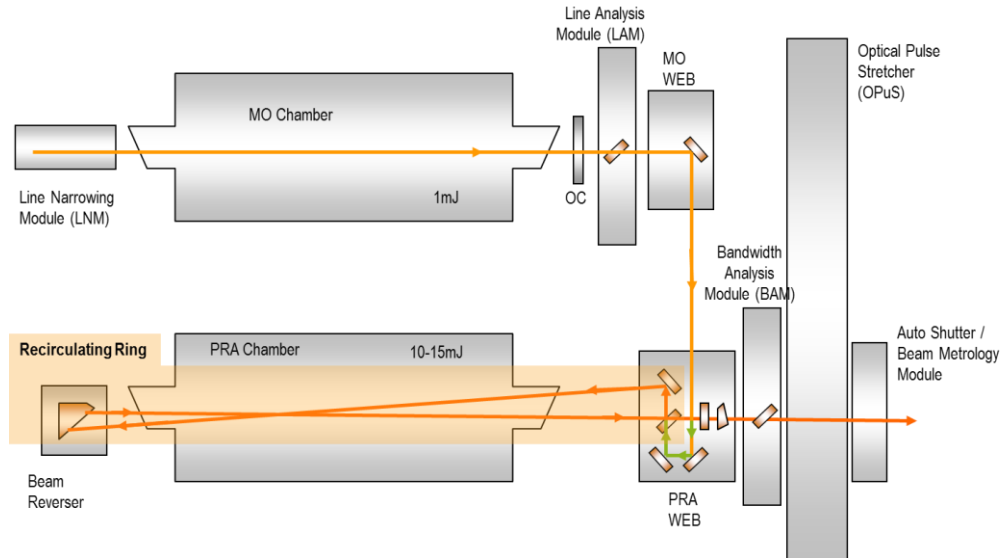 Line Analysis
Module (LAM)
MO
WEB
Optical Pulse
Stretcher
(OPuS)
MO Chamber
1mJ
OC
Line Narrowing
Module (LNM)
Bandwidth
Analysis
Module (BAM)
Recirculating Ring
PRA Chamber
10-15mJ
Auto Shutter /
Beam Metrology
Module
Beam
Reverser
PRA
WEB